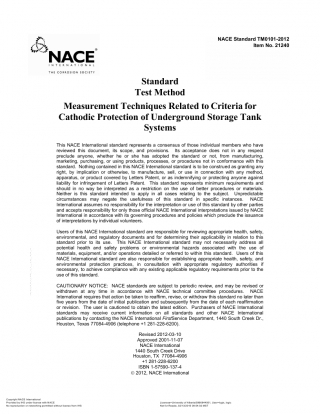 NACE Standard TM0101-2012
Item No. 21240
NACE®
INTERNATIONAL
THE CORROSION SOCIETY
Standard
Test Method
Measurement Techniques Related to Criteria for
Cathodic Protection of Underground Storage Tank
Systems
This NACE International standard represents a consensus of those individual members who have
reviewed this document, its scope, and provisions. Its acceptance does not in any respect
preclude anyone, whether he or she has adopted the standard or not, from manufacturing,
marketing, purchasing, or using products, processes, or procedures not in conformance with this
standard. Nothing contained in this NACE International standard is to be construed as granting any
right, by implication or otherwise, to manufacture, sell, or use in connection with any method,
apparatus, or product covered by Letters Patent, or as indemnifying or protecting anyone against
liability for infringement of Letters Patent. This standard represents minimum requirements and
should in no way be interpreted as a restriction on the use of better procedures or materials.
Neither is this standard intended to apply in all cases relating to the subject. Unpredictable
circumstances may negate the usefulness of this standard in specific instances. NACE
International assumes no responsibility for the interpretation or use of this standard by other parties
and accepts responsibility for only those official NACE International interpretations issued by NACE
International in accordance with its governing procedures and policies which preclude the issuance
of interpretations by individual volunteers.
Users of this NACE International standard are responsible for reviewing appropriate health, safety,
environmental, and regulatory documents and for determining their applicability in relation to this
standard prior to its use. This NACE International standard may not necessarily address all
potential health and safety problems or environmental hazards associated with the use of
materials, equipment, and/or operations detailed or referred to within this standard. Users of this
NACE International standard are also responsible for establishing appropriate health, safety, and
environmental protection practices, in consultation with appropriate regulatory authorities if
necessary, to achieve compliance with any existing applicable regulatory requirements prior to the
use of this standard.
CAUTIONARY NOTICE: NACE International standards are subject to periodic review, and may be revised or
withdrawn at any time in accordance with NACE technical committee procedures. NACE
International requires that action be taken to reaffirm, revise, or withdraw this standard no later than
five years from the date of initial publication and subsequently from the date of each reaffirmation
or revision. The user is cautioned to obtain the latest edition. Purchasers of NACE International
standards may receive current information on all standards and other NACE International
publications by contacting the NACE International FirstService Department, 1440 South Creek Dr.,
Houston, Texas 77084-4906 (telephone +1 281-228-6200).
Revised 2012-03-10
Approved 2001-11-07
NACE International
1440 South Creek Drive
Houston, TX 77084-4906
+1 281-228-6200
ISBN 1-57590-137-4
© 2012, NACE International
Copyright NACE International